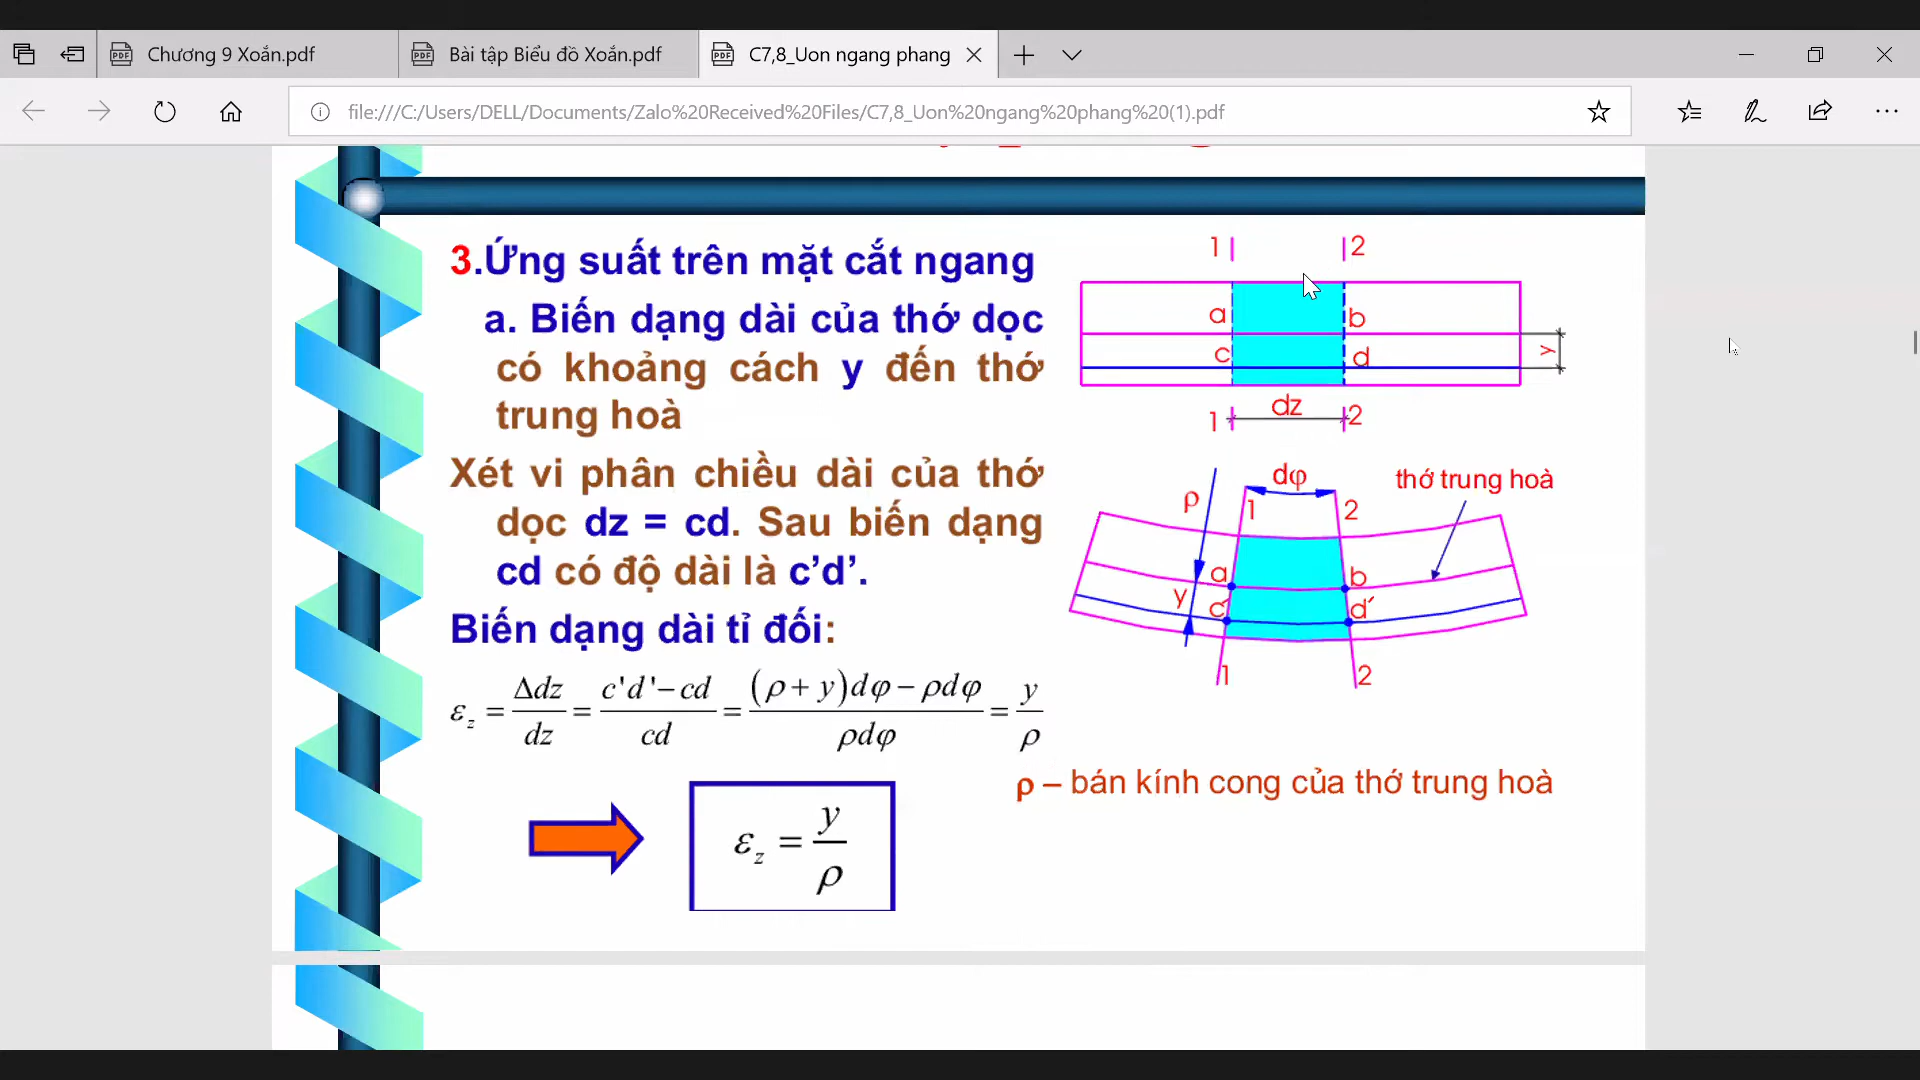 Chương 9 Xoắn.pdf
Bài tập Biểu đồ Xoắn.pdf
C7,8_Uon ngang phang
file:///C:/Users/DELL/Documents/Zalo%20Received%20Files/C7,8_Uon%20ngang%20phang%20(1).pdf
3.Ứng suất trên mặt cắt ngang
a. Biến dạng dài của thớ dọc
có khoảng cách y đến thớ
trung hoà
Xét vi phân chiều dài của thớ
dọc dz = cd. Sau biến dạng
cd có độ dài là c’d’.
Biến dạng dài tỉ đối:
ε_z = Δdz/dz = (c'd'−cd)/cd = ((ρ+y)dφ−ρdφ)/(ρdφ) = y/ρ
ε_z = y/ρ
1 2
a b
c d
y
1 dz 2
dφ
ρ 1 2
thớ trung hoà
a b
y c´ d´
1 2
ρ – bán kính cong của thớ trung hoà